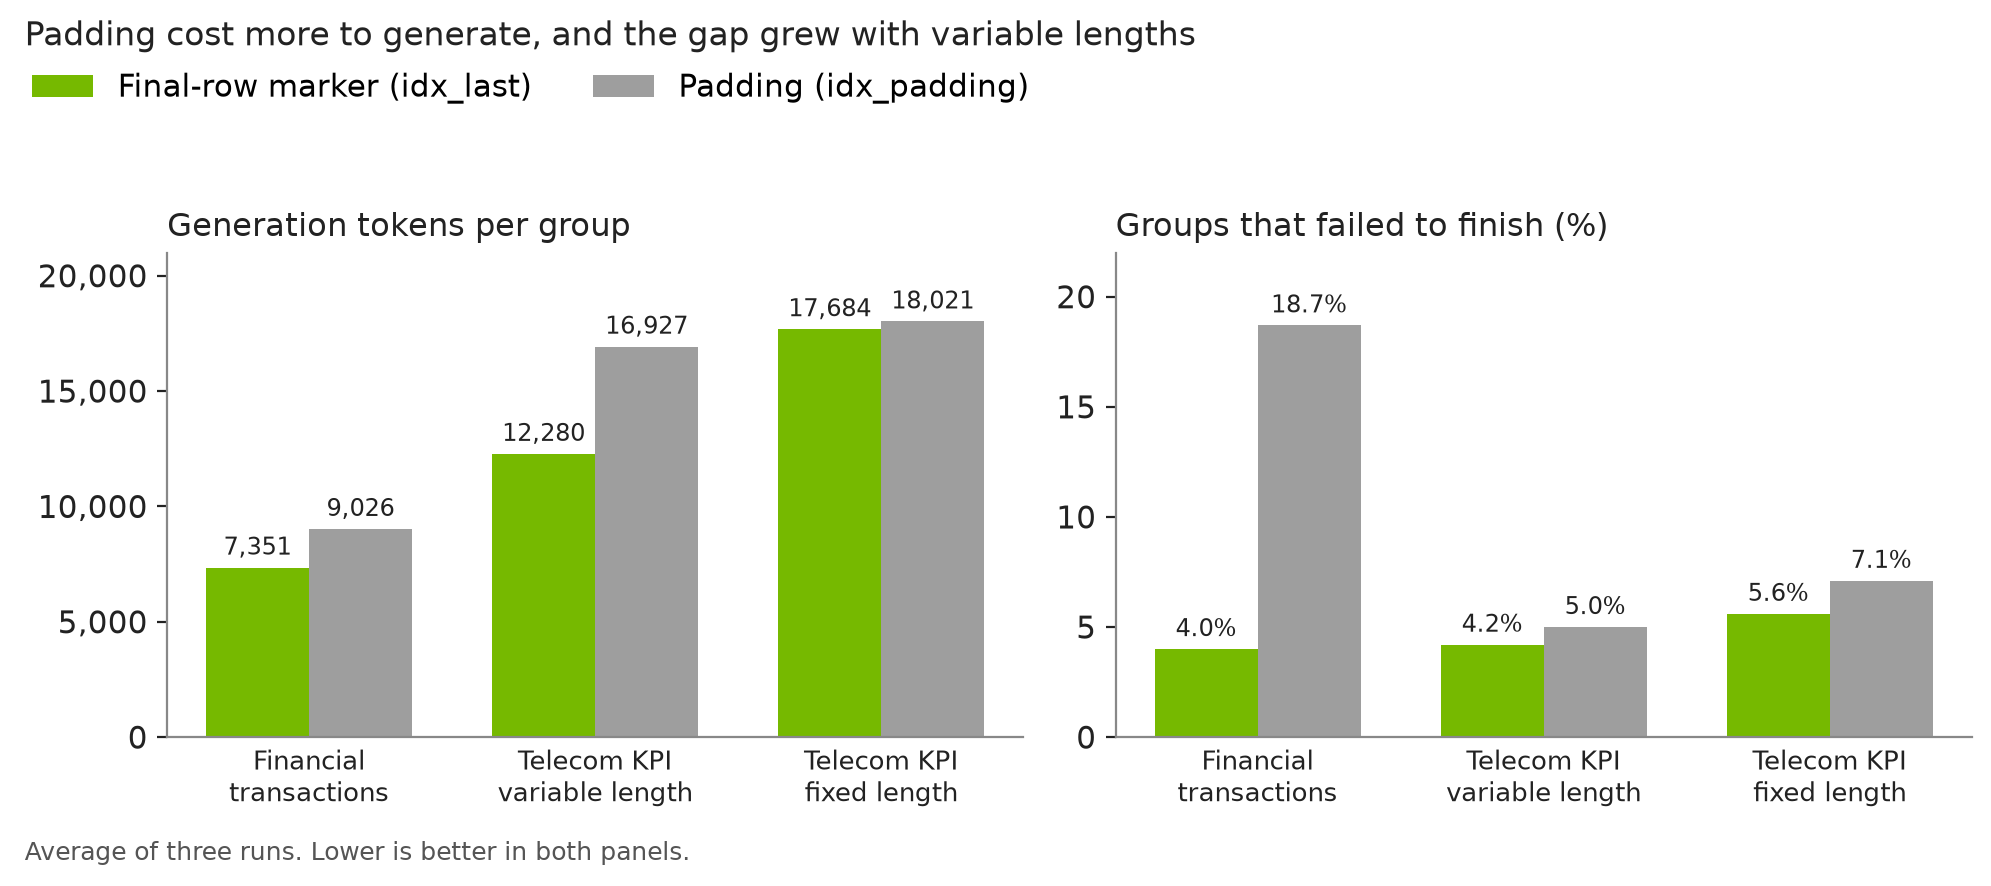 Padding cost more to generate, and the gap grew with variable lengths
Final-row marker (idx_last)
Padding (idx_padding)
Generation tokens per group
20,000
15,000
10,000
5,000
0
7,351
9,026
12,280
16,927
17,684
18,021
Financial
transactions
Telecom KPI
variable length
Telecom KPI
fixed length
Groups that failed to finish (%)
20
15
10
5
0
4.0%
18.7%
4.2%
5.0%
5.6%
7.1%
Financial
transactions
Telecom KPI
variable length
Telecom KPI
fixed length
Average of three runs. Lower is better in both panels.